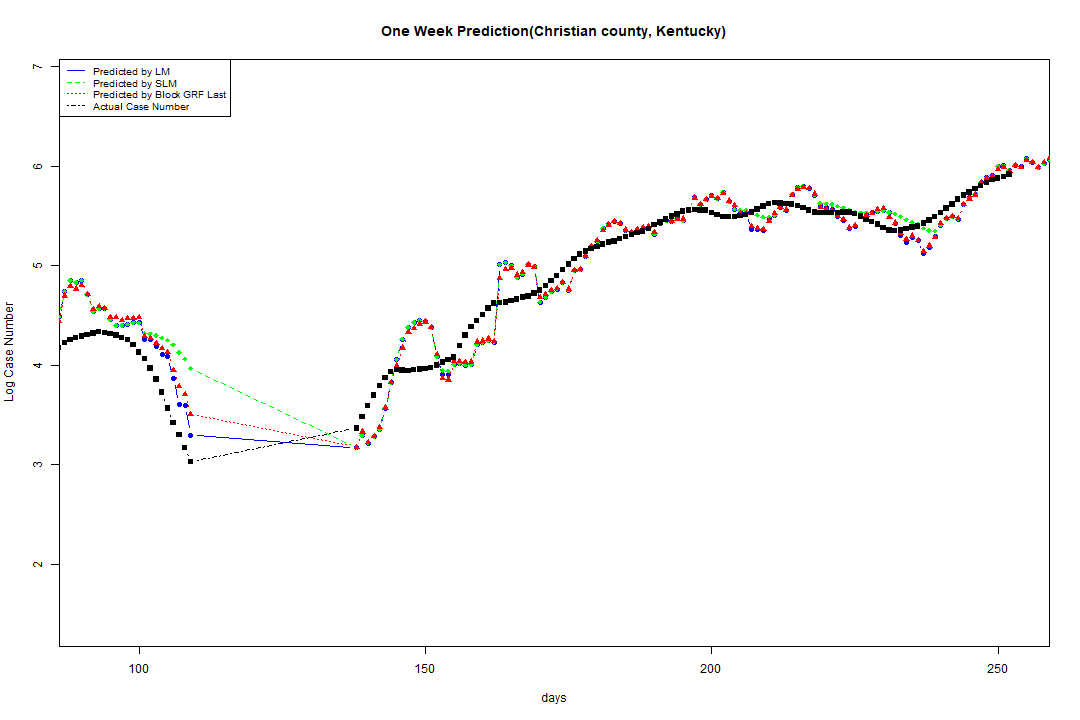 One Week Prediction(Christian county, Kentucky)
Predicted by LM
Predicted by SLM
Predicted by Block GRF Last
Actual Case Number
7
6
5
4
3
2
Log Case Number
100 150 200 250
days